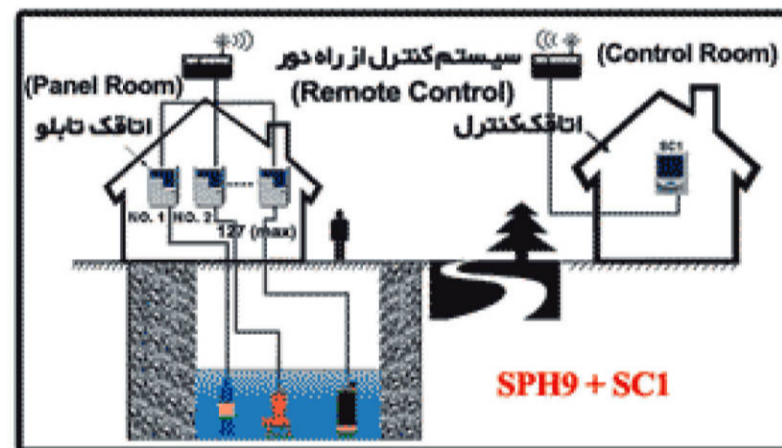 سیستم کنترل از راه دور
(Control Room)
(Panel Room)
(Remote Control)
اتاقک تابلو
اتاقک کنترل
SC1
NO. 1
NO. 2
127 (max)
SPH9 + SC1